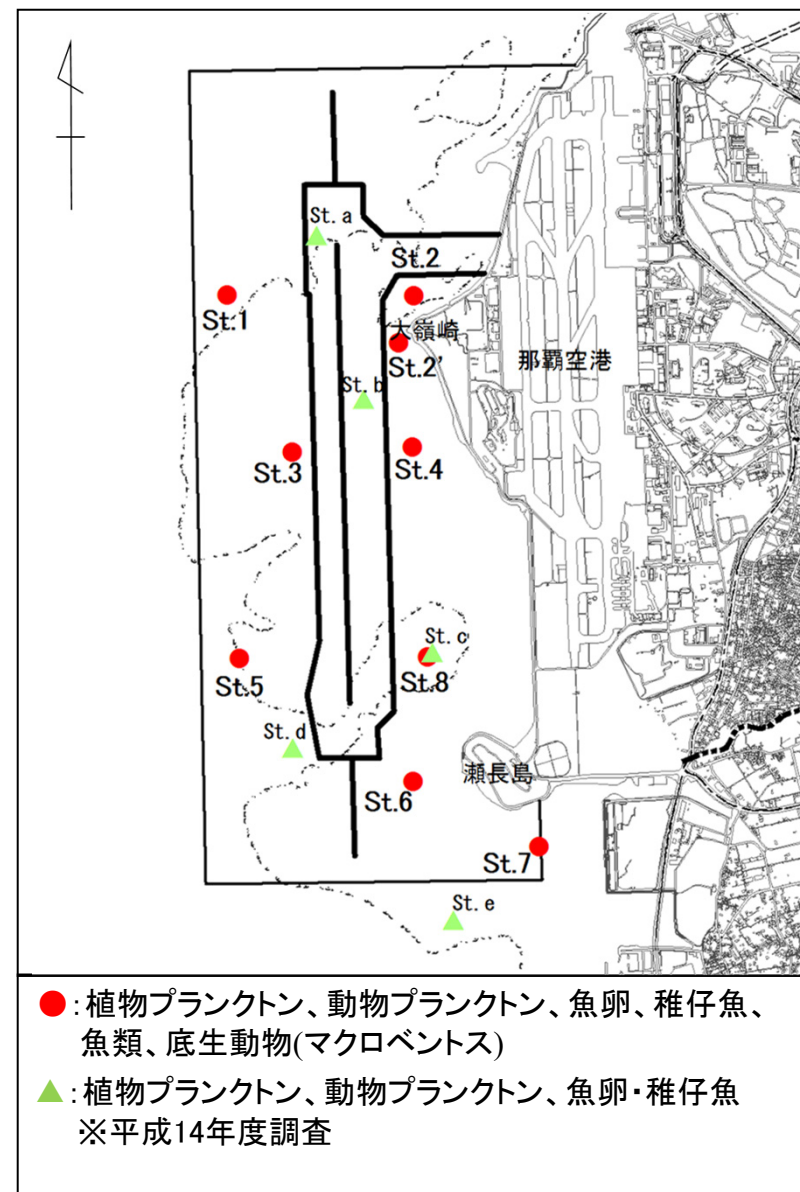 St. a
St.2
St.1
大嶺崎
St.2’
那覇空港
St. b
St.3
St.4
St. c
St.5
St.8
St. d
瀬長島
St.6
St.7
St. e
●:植物プランクトン、動物プランクトン、魚卵、稚仔魚、
魚類、底生動物(マクロベントス)
▲:植物プランクトン、動物プランクトン、魚卵・稚仔魚
※平成14年度調査